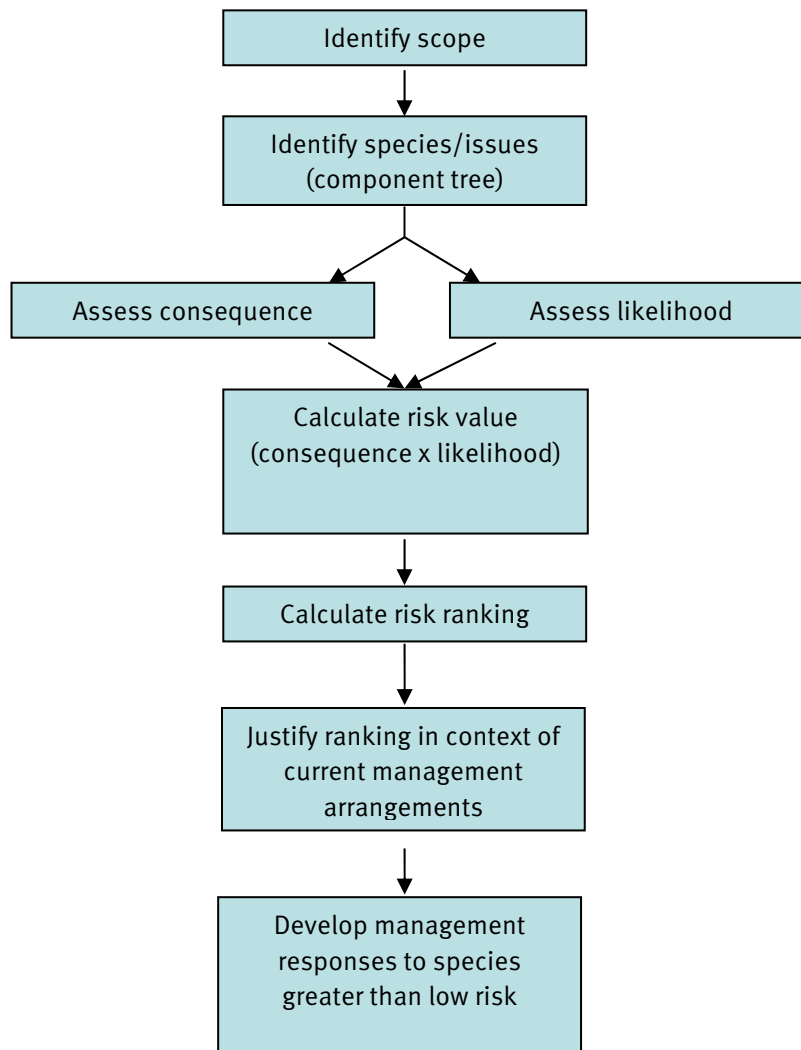 Identify scope
Identify species/issues
(component tree)
Assess consequence
Assess likelihood
Calculate risk value
(consequence x likelihood)
Calculate risk ranking
Justify ranking in context of
current management
arrangements
Develop management
responses to species
greater than low risk